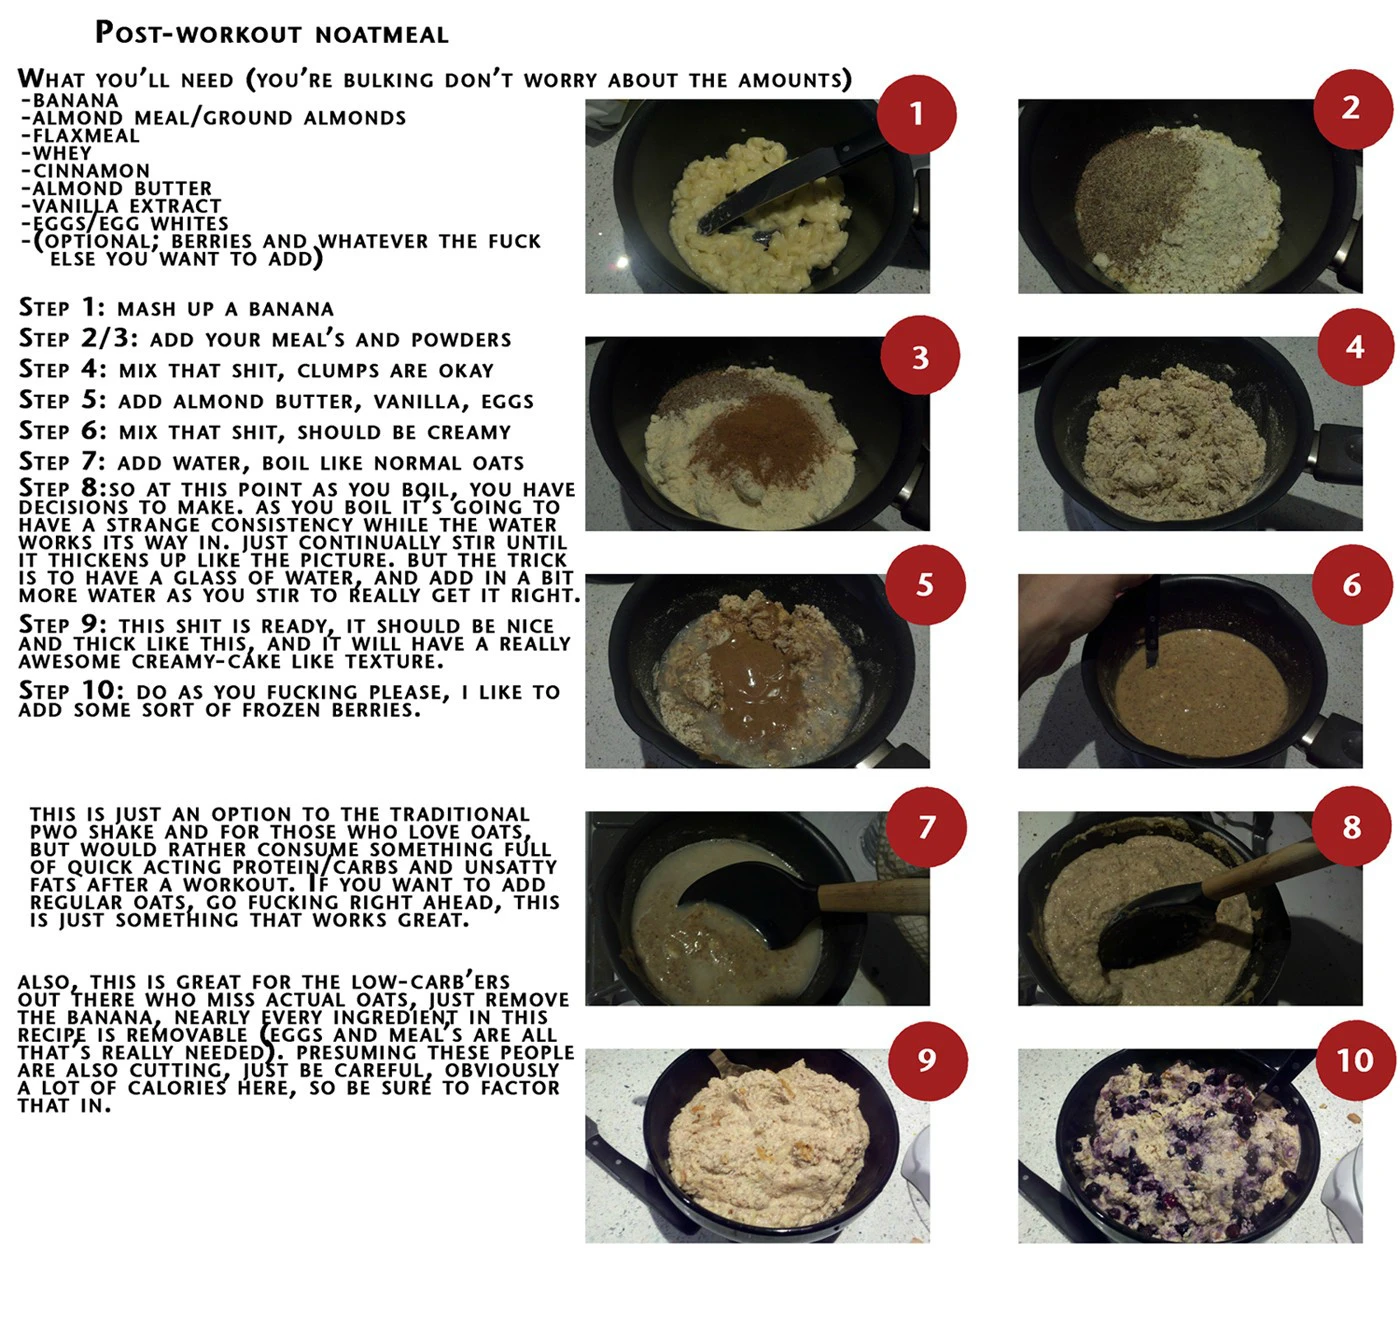 Post-workout noatmeal
What you'll need (you're bulking don't worry about the amounts)
-banana
-almond meal/ground almonds
-flaxmeal
-whey
-cinnamon
-almond butter
-vanilla extract
-eggs/egg whites
-(optional; berries and whatever the fuck
else you want to add)
Step 1: mash up a banana
Step 2/3: add your meal's and powders
Step 4: mix that shit, clumps are okay
Step 5: add almond butter, vanilla, eggs
Step 6: mix that shit, should be creamy
Step 7: add water, boil like normal oats
Step 8:so at this point as you boil, you have
decisions to make. as you boil it's going to
have a strange consistency while the water
works its way in. just continually stir until
it thickens up like the picture. but the trick
is to have a glass of water, and add in a bit
more water as you stir to really get it right.
Step 9: this shit is ready, it should be nice
and thick like this, and it will have a really
awesome creamy-cake like texture.
Step 10: do as you fucking please, i like to
add some sort of frozen berries.
this is just an option to the traditional
pwo shake and for those who love oats,
but would rather consume something full
of quick acting protein/carbs and unsatty
fats after a workout. If you want to add
regular oats, go fucking right ahead, this
is just something that works great.
also, this is great for the low-carb'ers
out there who miss actual oats, just remove
the banana, nearly every ingredient in this
recipe is removable (eggs and meal's are all
that's really needed). presuming these people
are also cutting, just be careful, obviously
a lot of calories here, so be sure to factor
that in.
1
2
3
4
5
6
7
8
9
10